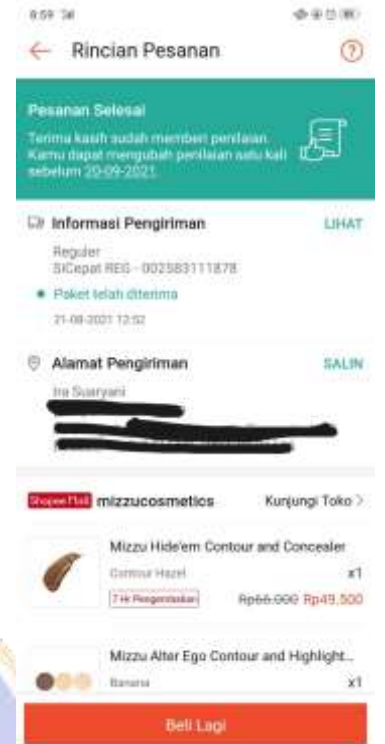 8:59
Rincian Pesanan
Pesanan Selesai
Terima kasih sudah memberi penilaian.
Kamu dapat mengubah penilaian satu kali
sebelum 20-09-2021.
Informasi Pengiriman LIHAT
Reguler
SiCepat REG - 002583111878
Paket telah diterima
21-08-2021 12:52
Alamat Pengiriman SALIN
Shopee Mall mizzucosmetics Kunjungi Toko >
Mizzu Hide'em Contour and Concealer
Contour Hazel x1
7 Hr Pengembalian Rp66.000 Rp49.500
Mizzu Alter Ego Contour and Highlight...
Banana x1
Beli Lagi